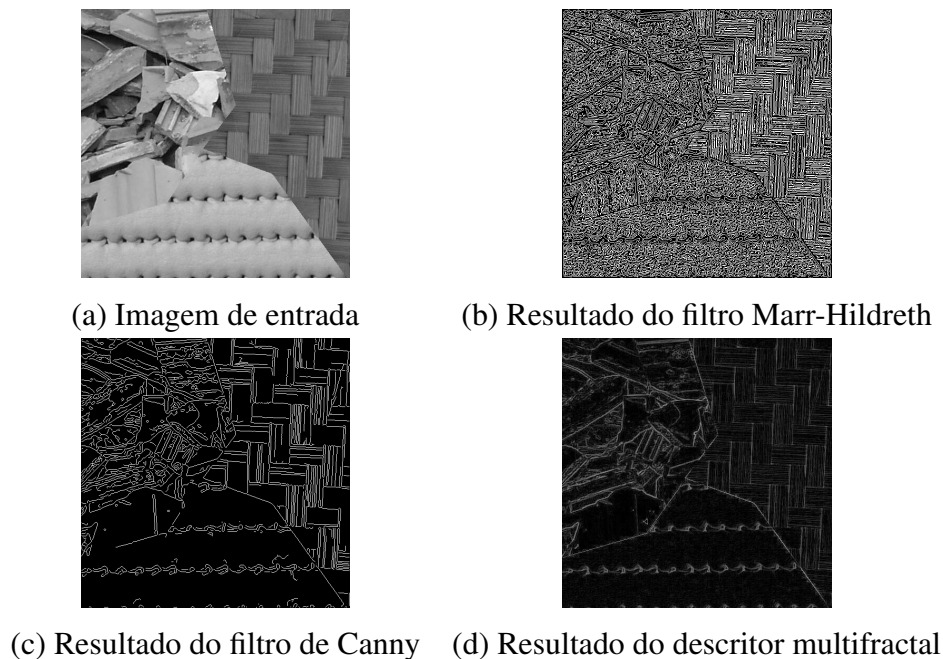 (a) Imagem de entrada
(b) Resultado do filtro Marr-Hildreth
(c) Resultado do filtro de Canny
(d) Resultado do descritor multifractal